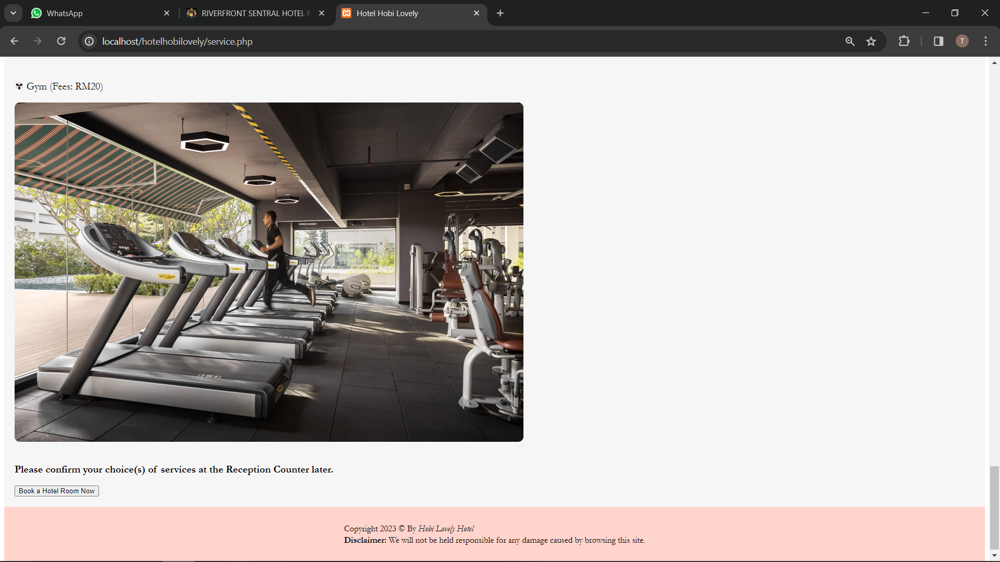 WhatsApp
RIVERFRONT SENTRAL HOTEL
Hotel Hobi Lovely
localhost/hotelhobilovely/service.php
T
Gym (Fees: RM20)
TECHNOGYM
Please confirm your choice(s) of services at the Reception Counter later.
Book a Hotel Room Now
Copyright 2023 © By Hobi Lovely Hotel
Disclaimer: We will not be held responsible for any damage caused by browsing this site.